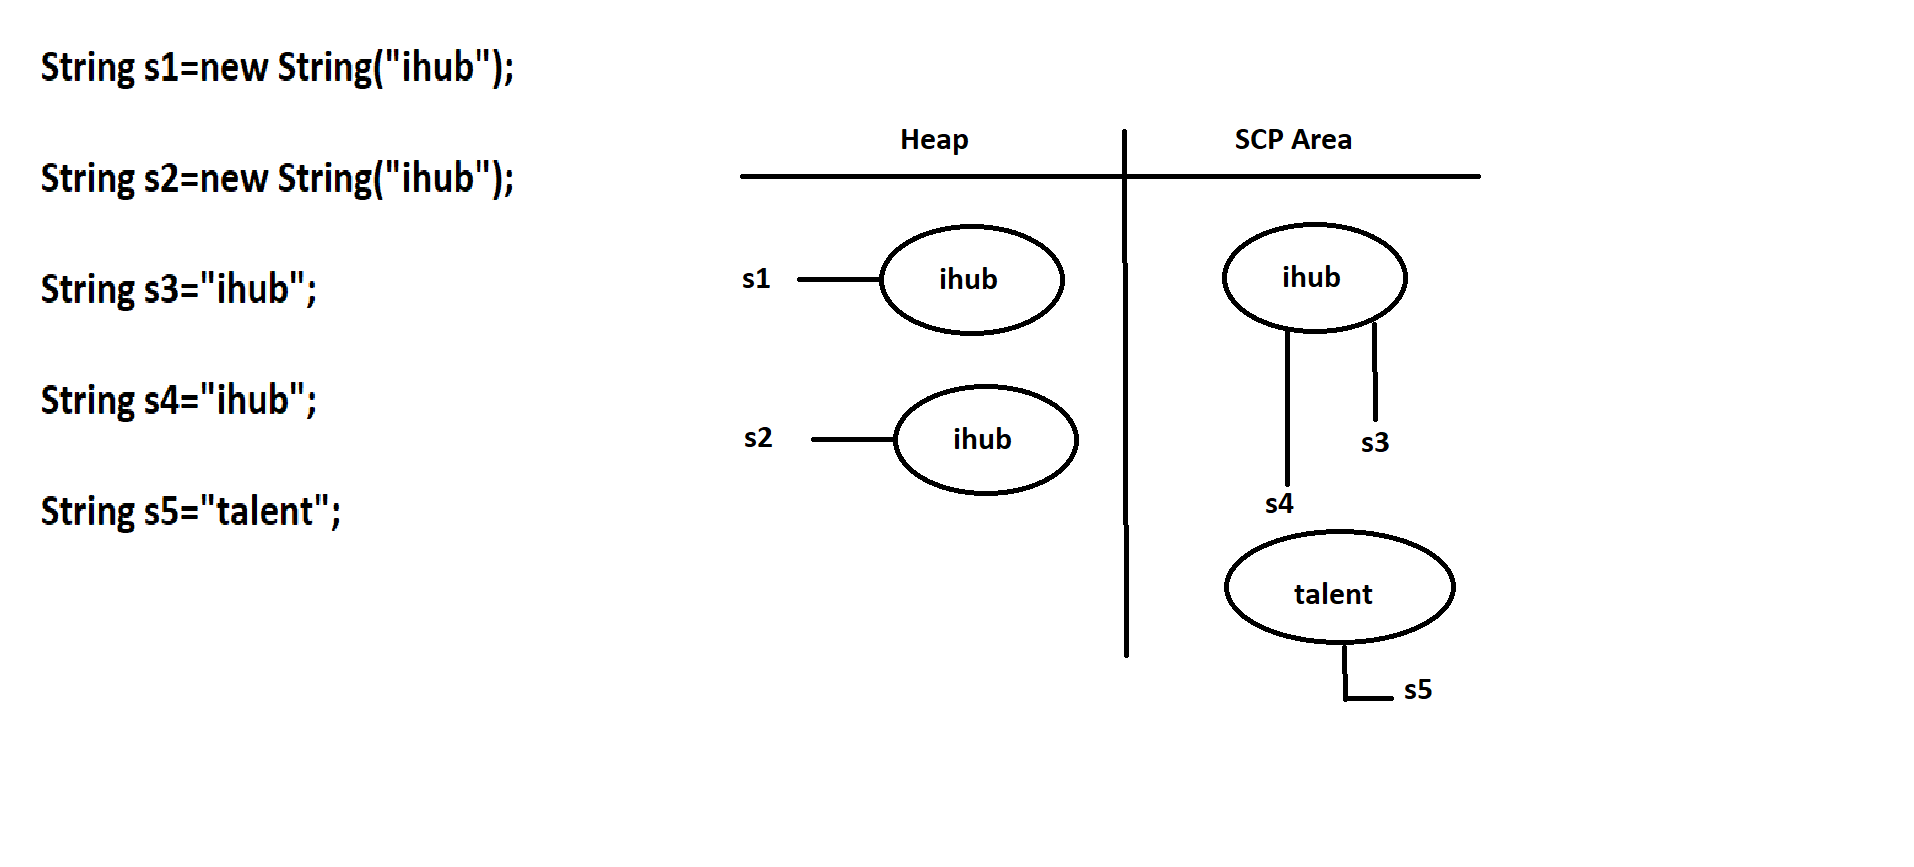 String s1=new String("ihub");
String s2=new String("ihub");
String s3="ihub";
String s4="ihub";
String s5="talent";
Heap
SCP Area
s1
ihub
ihub
s2
ihub
s3
s4
talent
s5